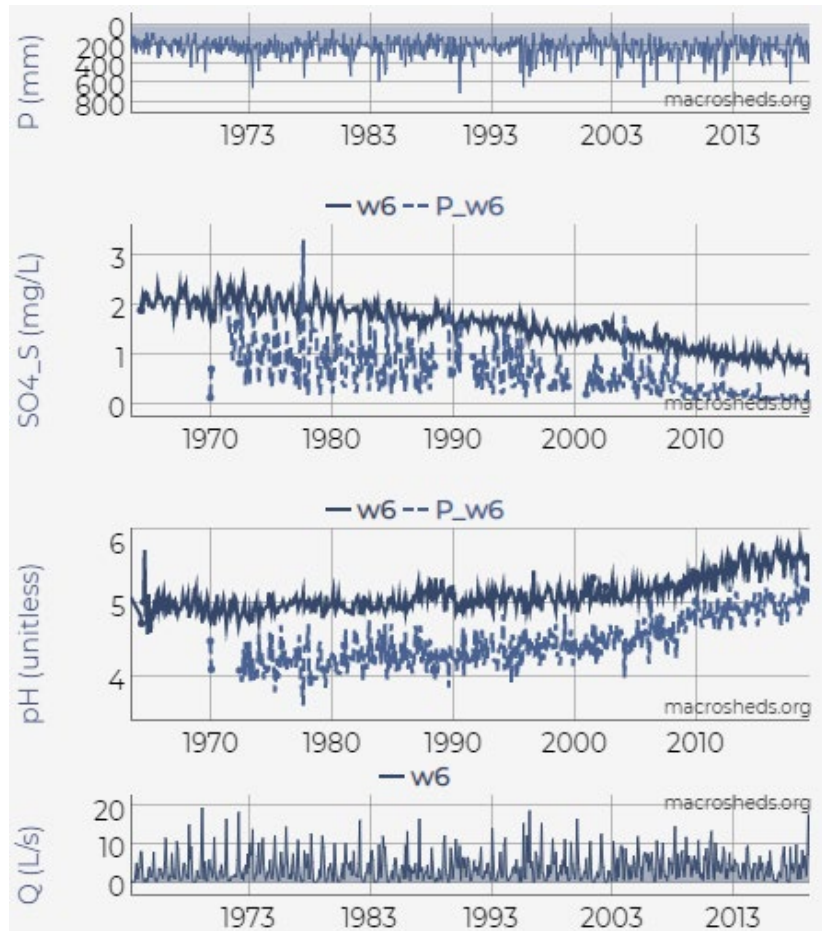 P (mm)
0
200
400
600
800
macrosheds.org
1973 1983 1993 2003 2013
w6 P_w6
SO4_S (mg/L)
3
2
1
0
macrosheds.org
1970 1980 1990 2000 2010
w6 P_w6
pH (unitless)
6
5
4
macrosheds.org
1970 1980 1990 2000 2010
w6
Q (L/s)
20
10
0
macrosheds.org
1973 1983 1993 2003 2013